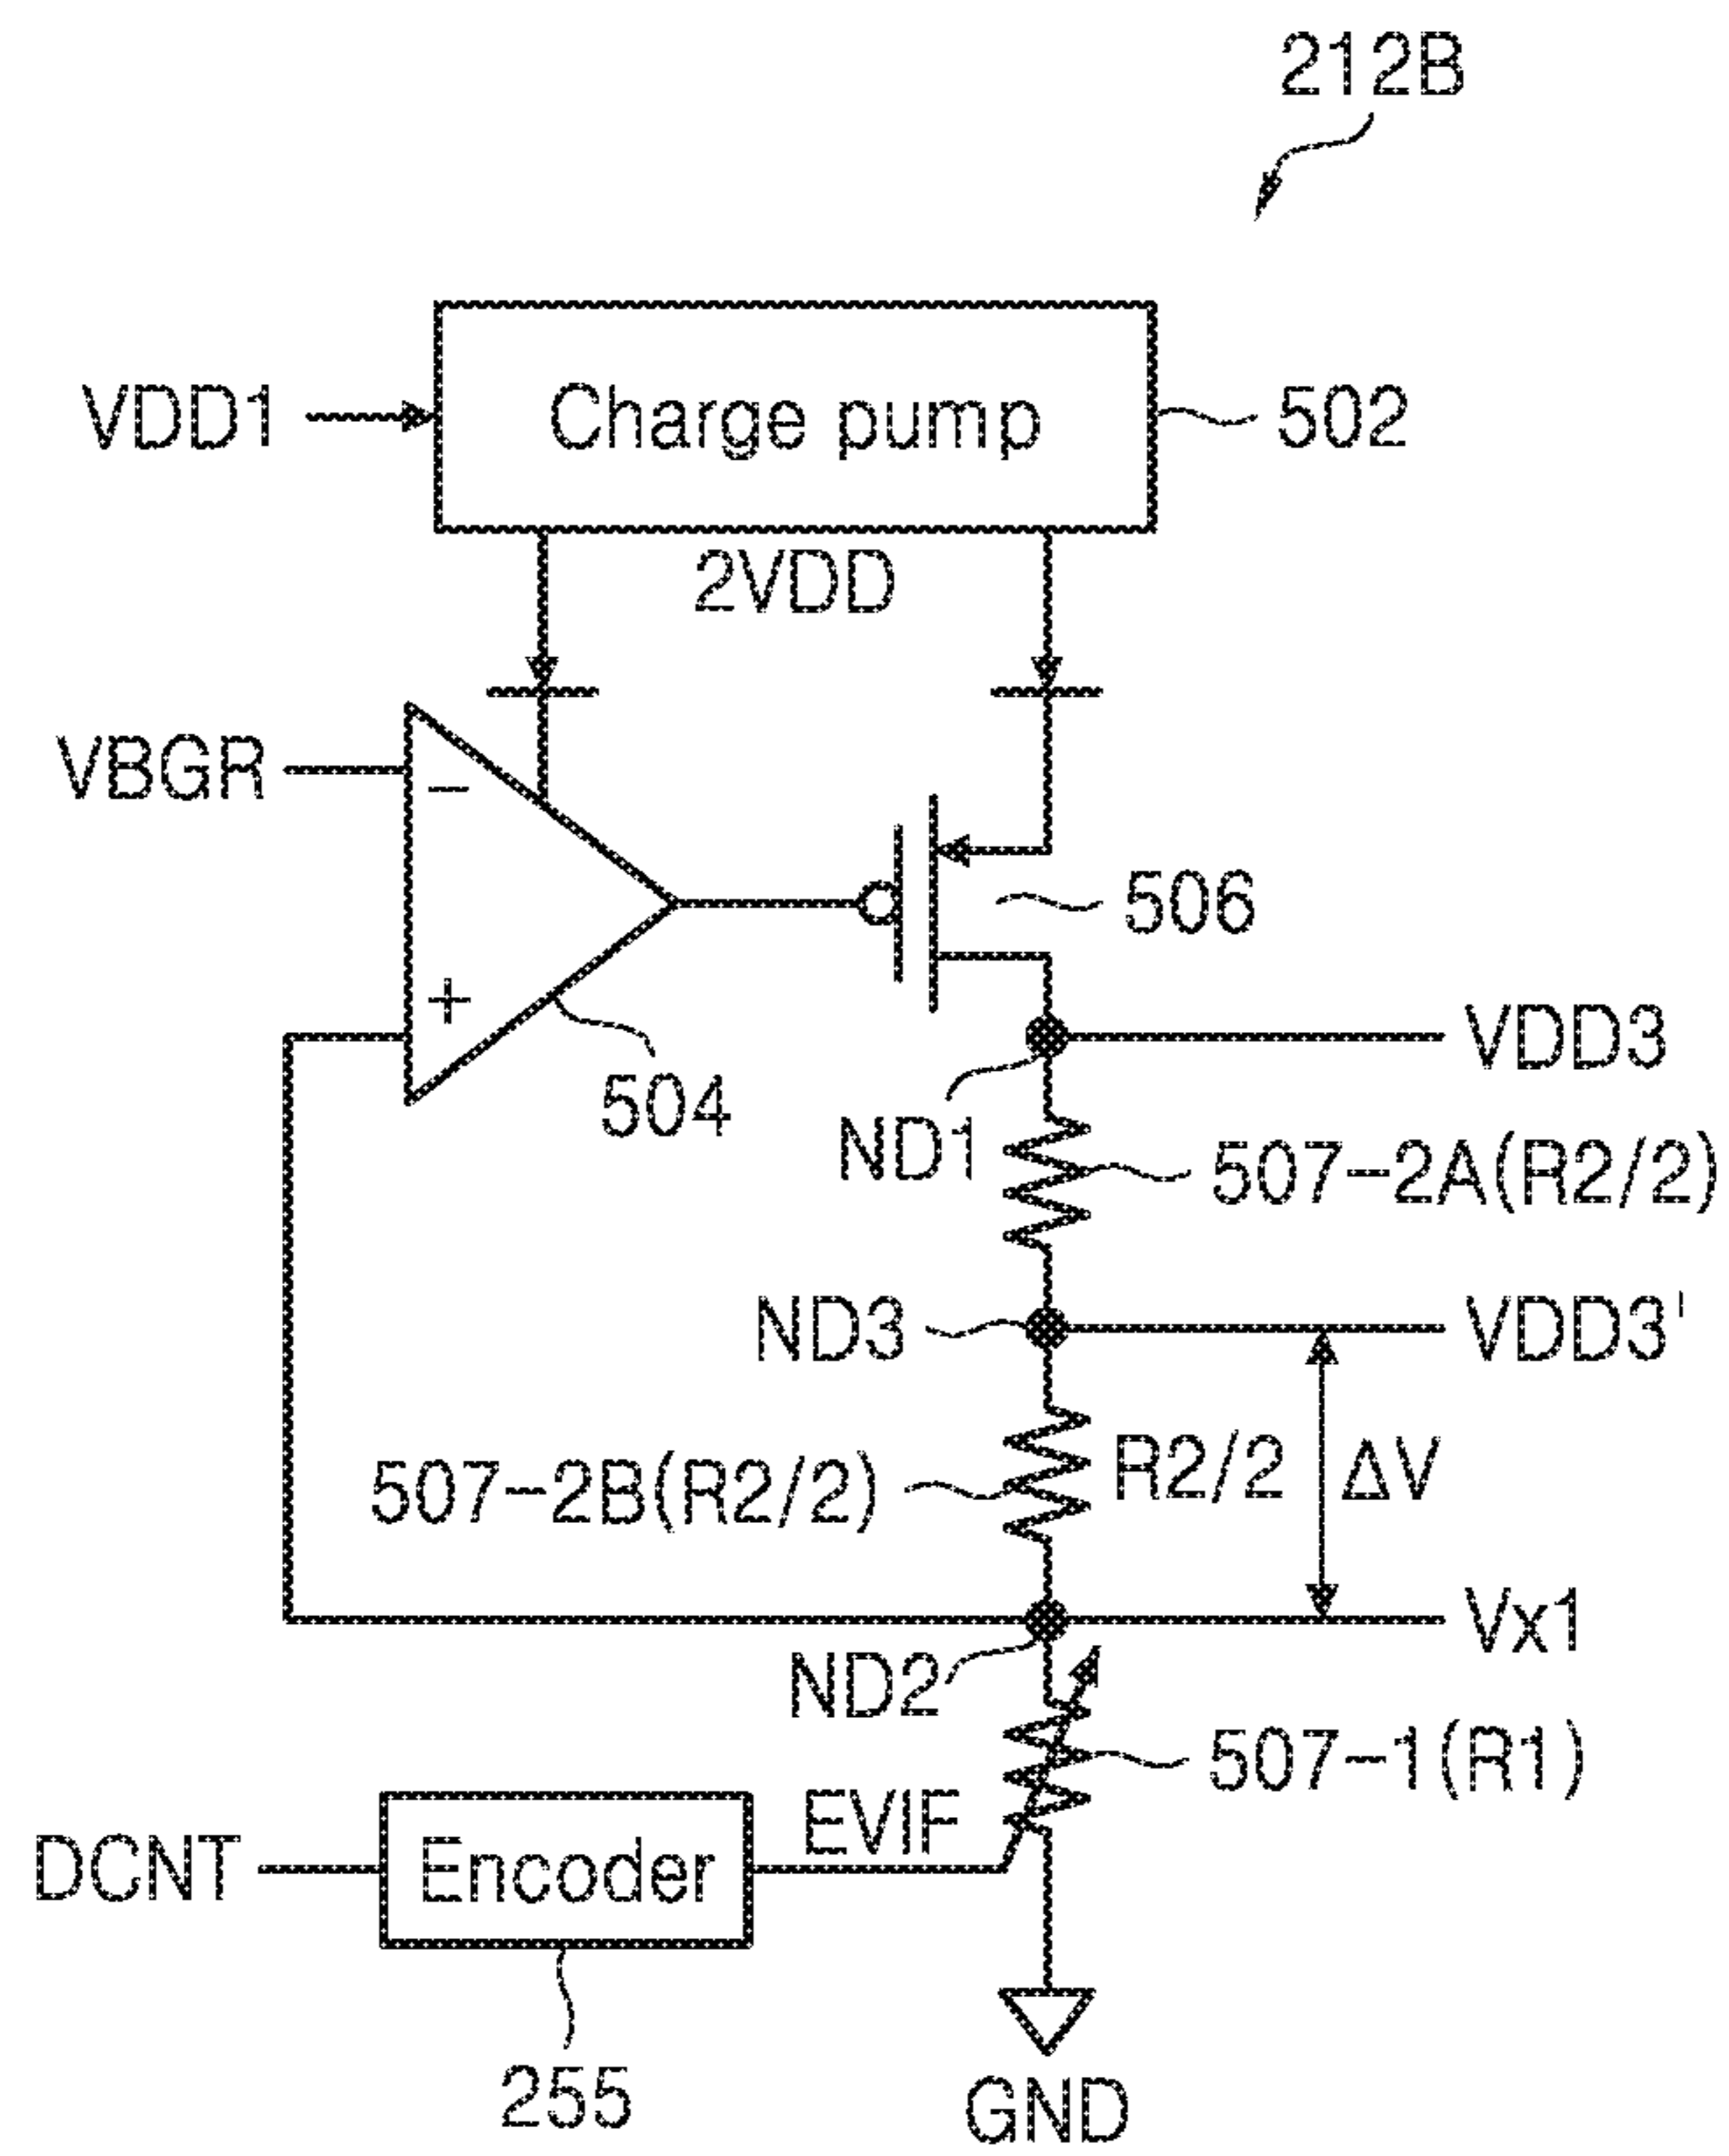 212B
VDD1
Charge pump
502
2VDD
VBGR
−
506
+
504
VDD3
ND1
507-2A(R2/2)
ND3
VDD3'
507-2B(R2/2)
R2/2
ΔV
Vx1
ND2
507-1(R1)
EVIF
DCNT
Encoder
255
GND